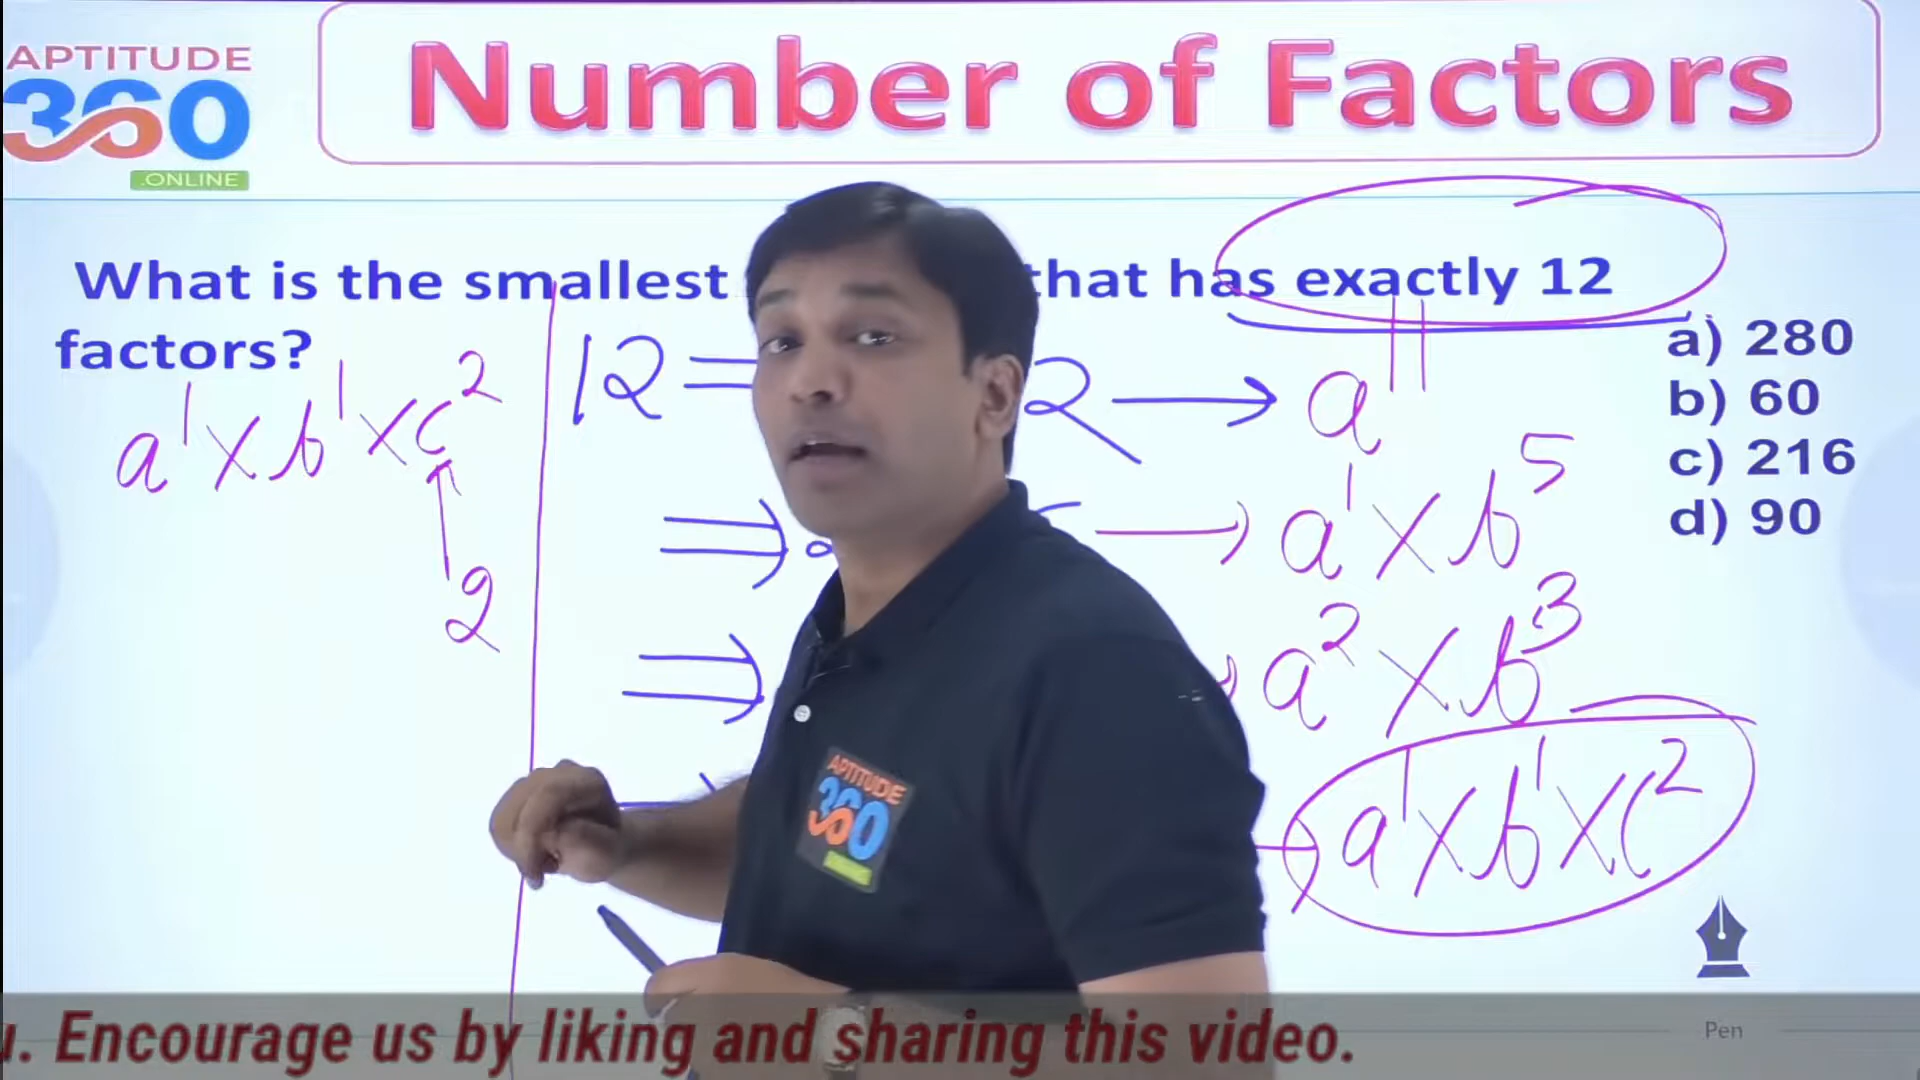 APTITUDE
360
.ONLINE
Number of Factors
What is the smallest that has exactly 12
factors?
a) 280
b) 60
c) 216
d) 90
a¹ × b¹ × c²
2
12 =
2 → a¹¹
→ a¹ × b⁵
a² × b³
a¹ × b¹ × c²
APTITUDE
360
Encourage us by liking and sharing this video.
Pen